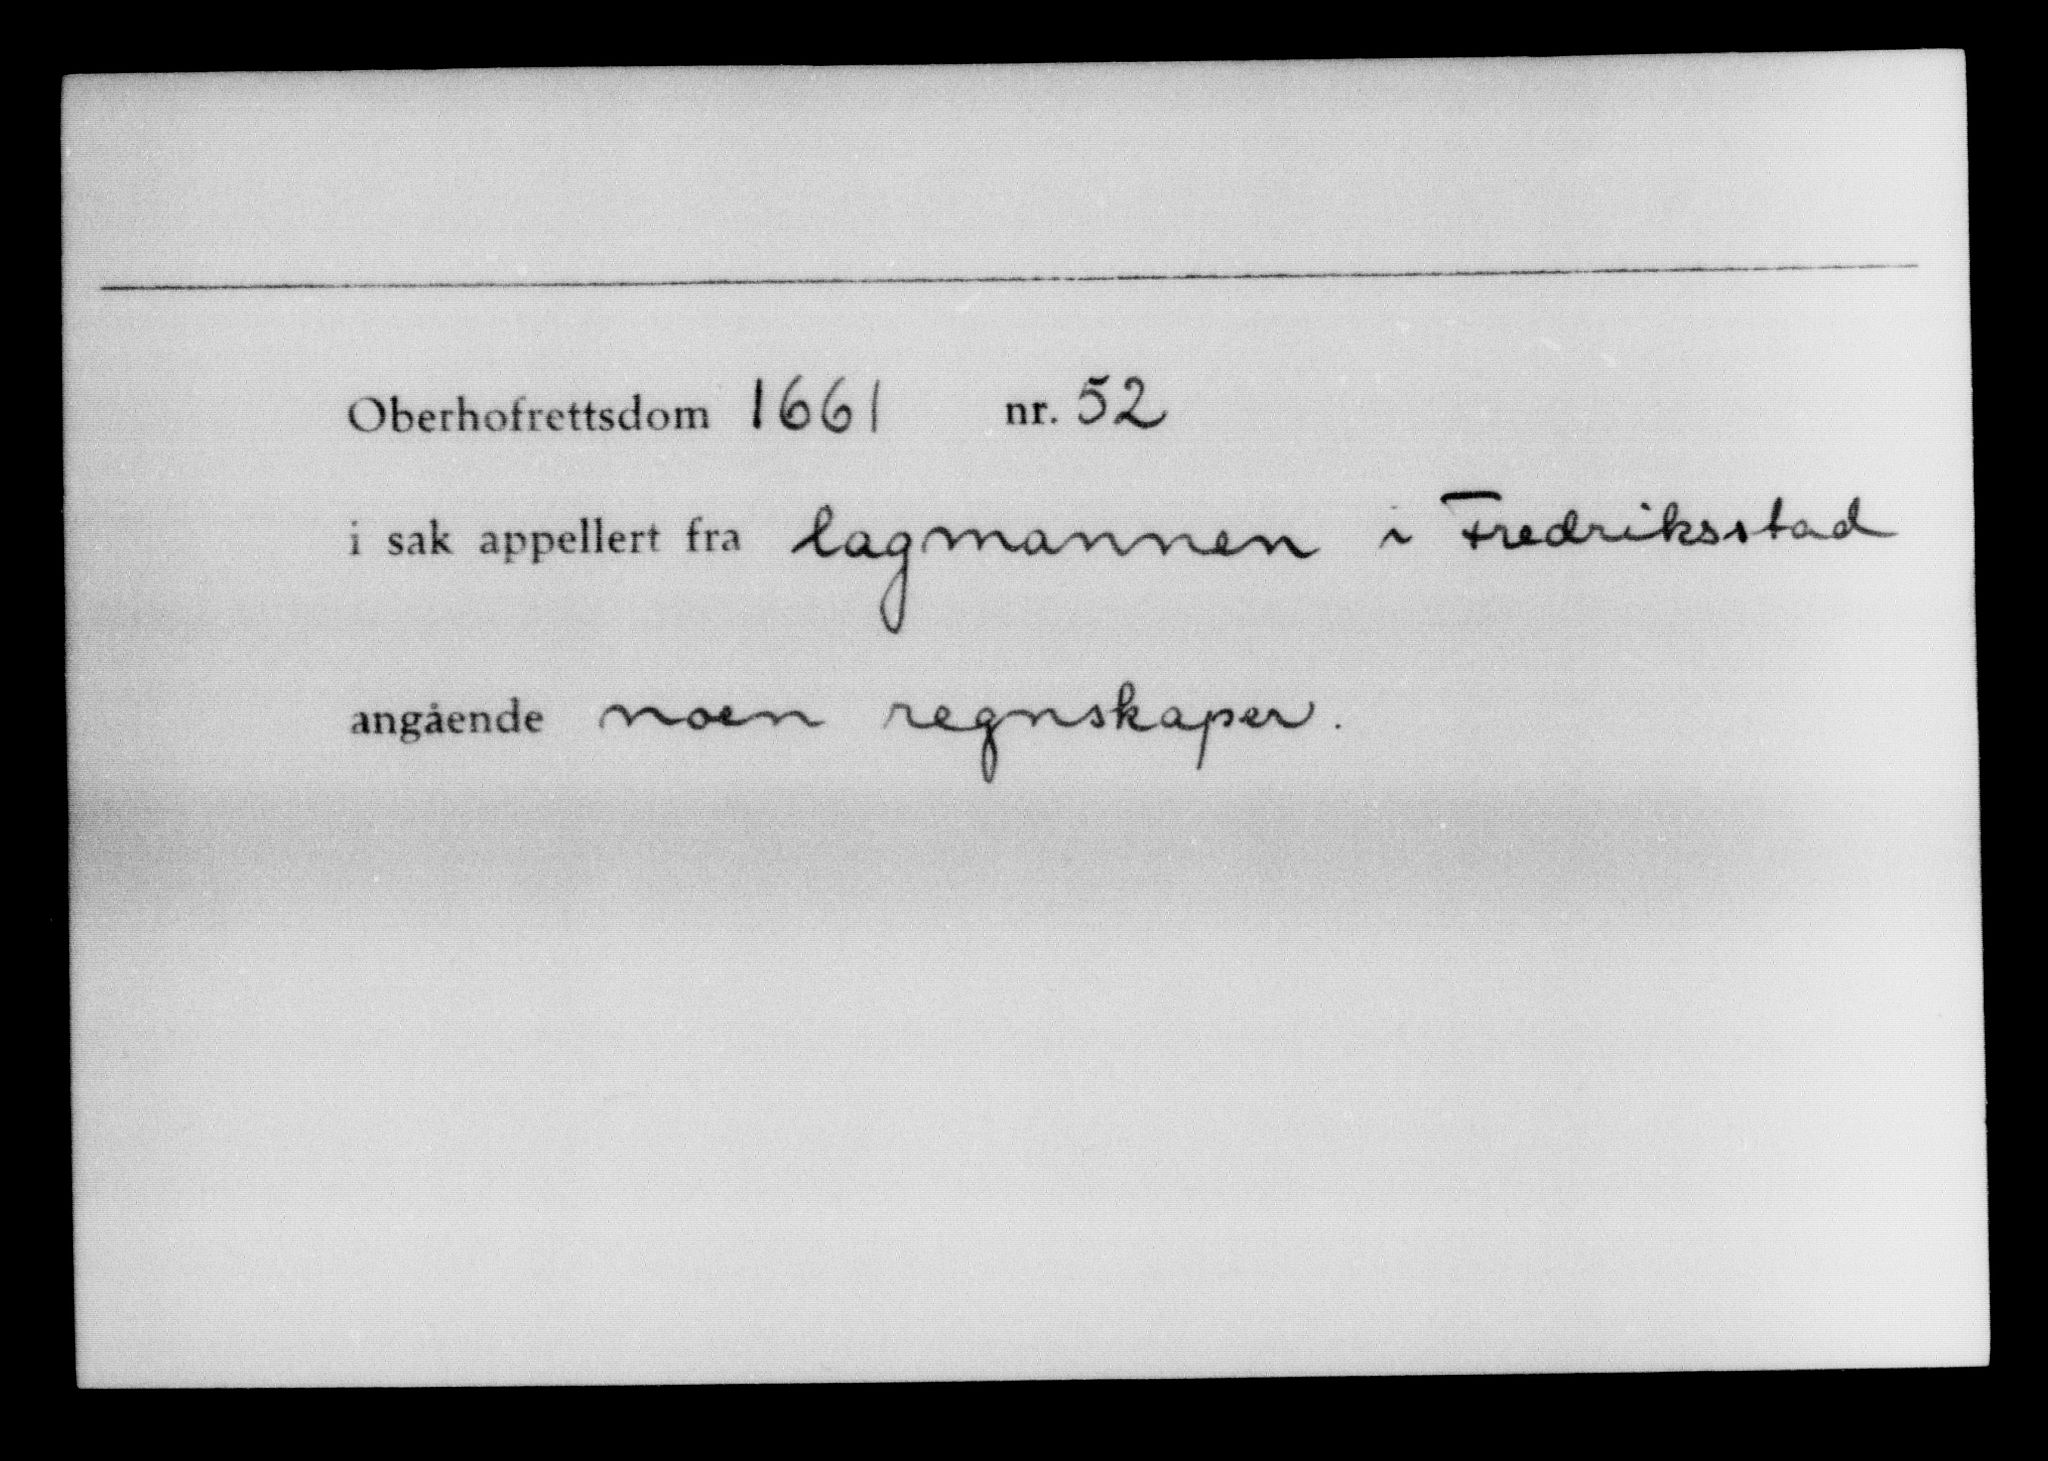 Oberhofrettsdom 1661 nr. 52
i sak appellert fra lagmannen i Fredriksstad
angående noen regnskaper.